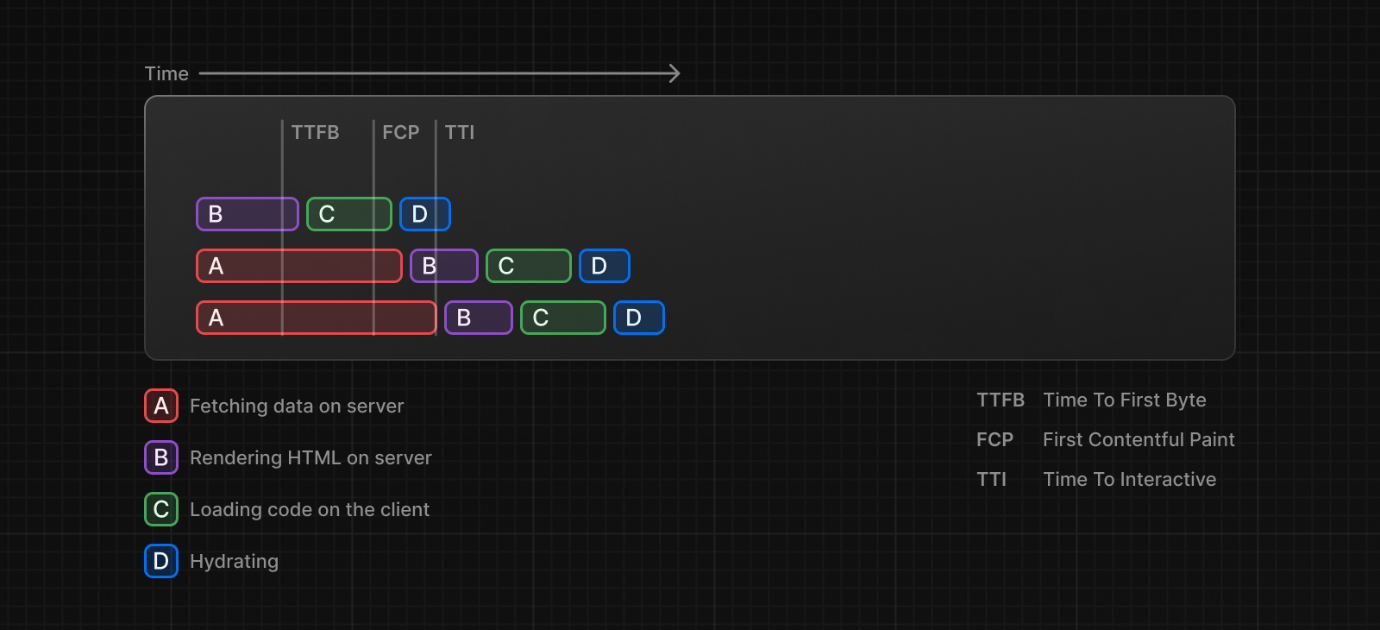 Time
TTFB FCP TTI
B C D
A B C D
A B C D
A Fetching data on server
B Rendering HTML on server
C Loading code on the client
D Hydrating
TTFB Time To First Byte
FCP First Contentful Paint
TTI Time To Interactive